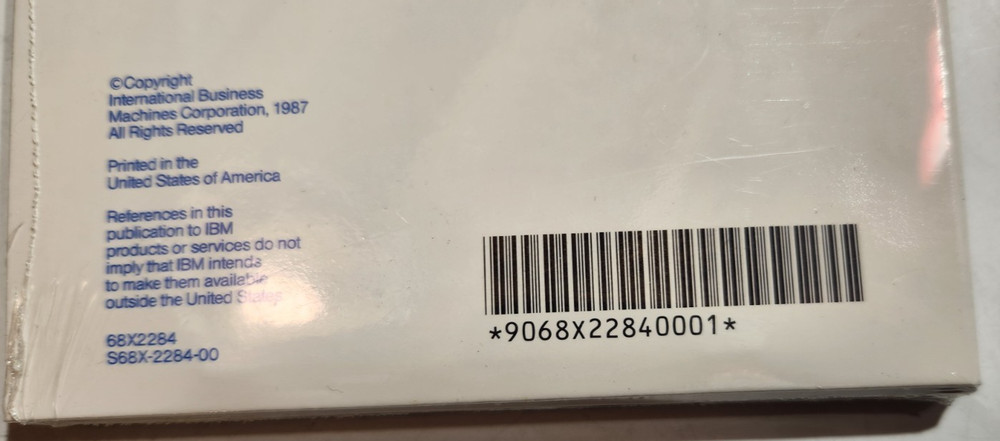 ©Copyright
International Business
Machines Corporation, 1987
All Rights Reserved
Printed in the
United States of America
References in this
publication to IBM
products or services do not
imply that IBM intends
to make them available
outside the United States
68X2284
S68X-2284-00
*9068X22840001*